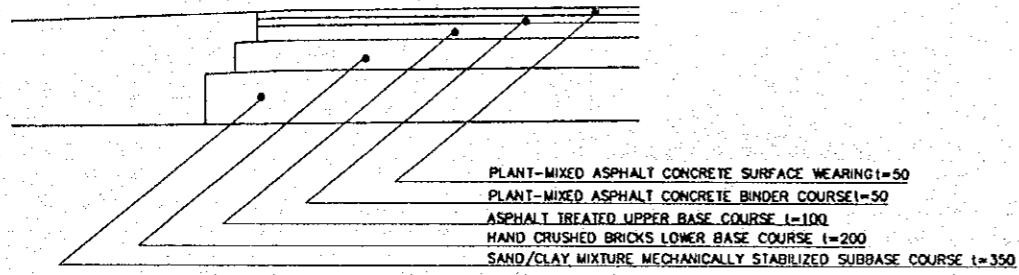 PLANT-MIXED ASPHALT CONCRETE SURFACE WEARING t=50
PLANT-MIXED ASPHALT CONCRETE BINDER COURSE t=50
ASPHALT TREATED UPPER BASE COURSE t=100
HAND CRUSHED BRICKS LOWER BASE COURSE t=200
SAND/CLAY MIXTURE MECHANICALLY STABILIZED SUBBASE COURSE t=350